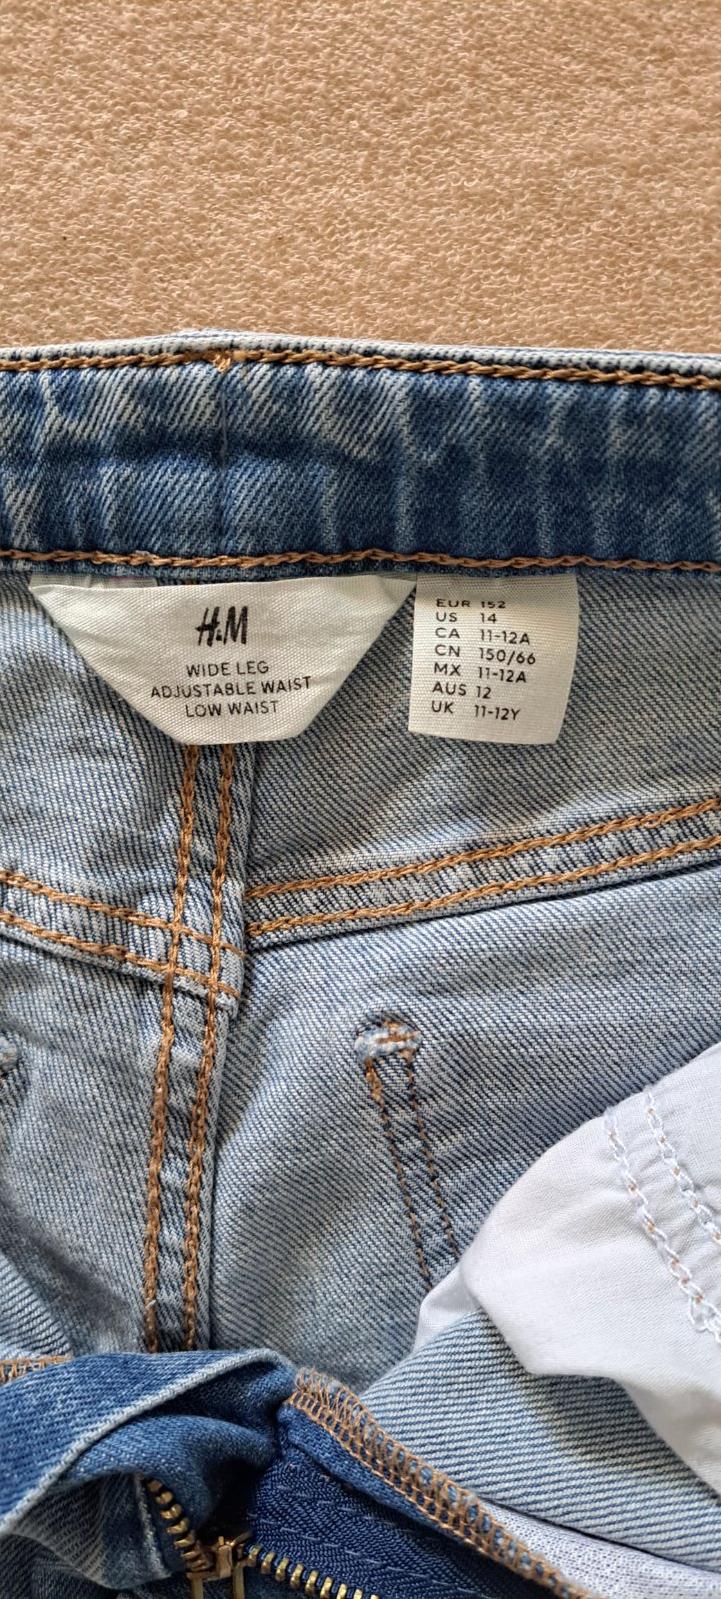 H&M
WIDE LEG
ADJUSTABLE WAIST
LOW WAIST
EUR 152
US 14
CA 11-12A
CN 150/66
MX 11-12A
AUS 12
UK 11-12Y